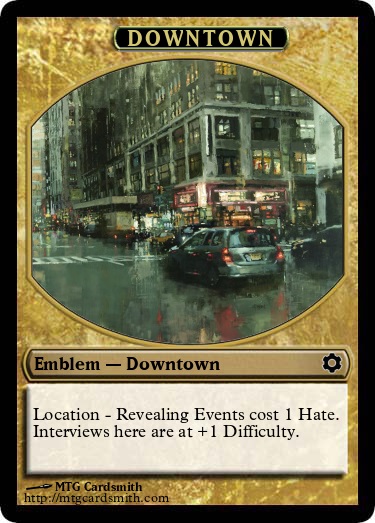 DOWNTOWN
Emblem — Downtown
Location - Revealing Events cost 1 Hate.
Interviews here are at +1 Difficulty.
MTG Cardsmith
http://mtgcardsmith.com